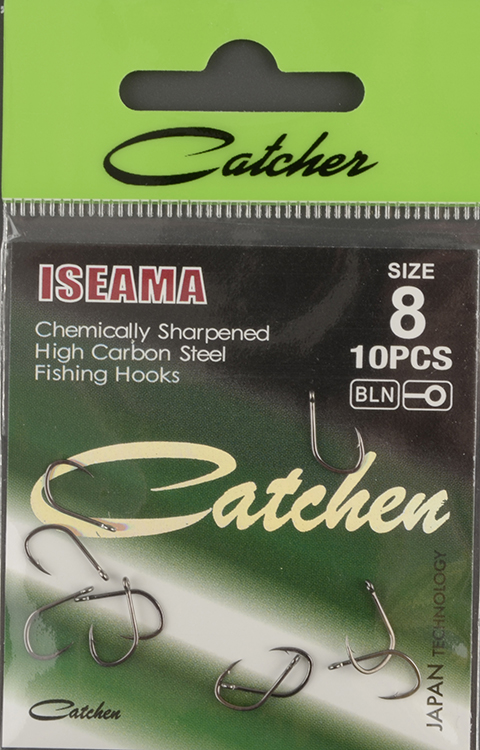 Catcher
ISEAMA
Chemically Sharpened
High Carbon Steel
Fishing Hooks
SIZE
8
10PCS
BLN
Catchen
JAPAN TECHNOLOGY
Catchen